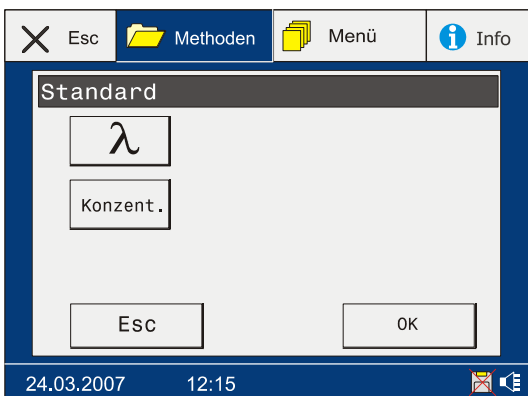 Esc Methoden Menü Info
Standard
λ
Konzent.
Esc OK
24.03.2007 12:15